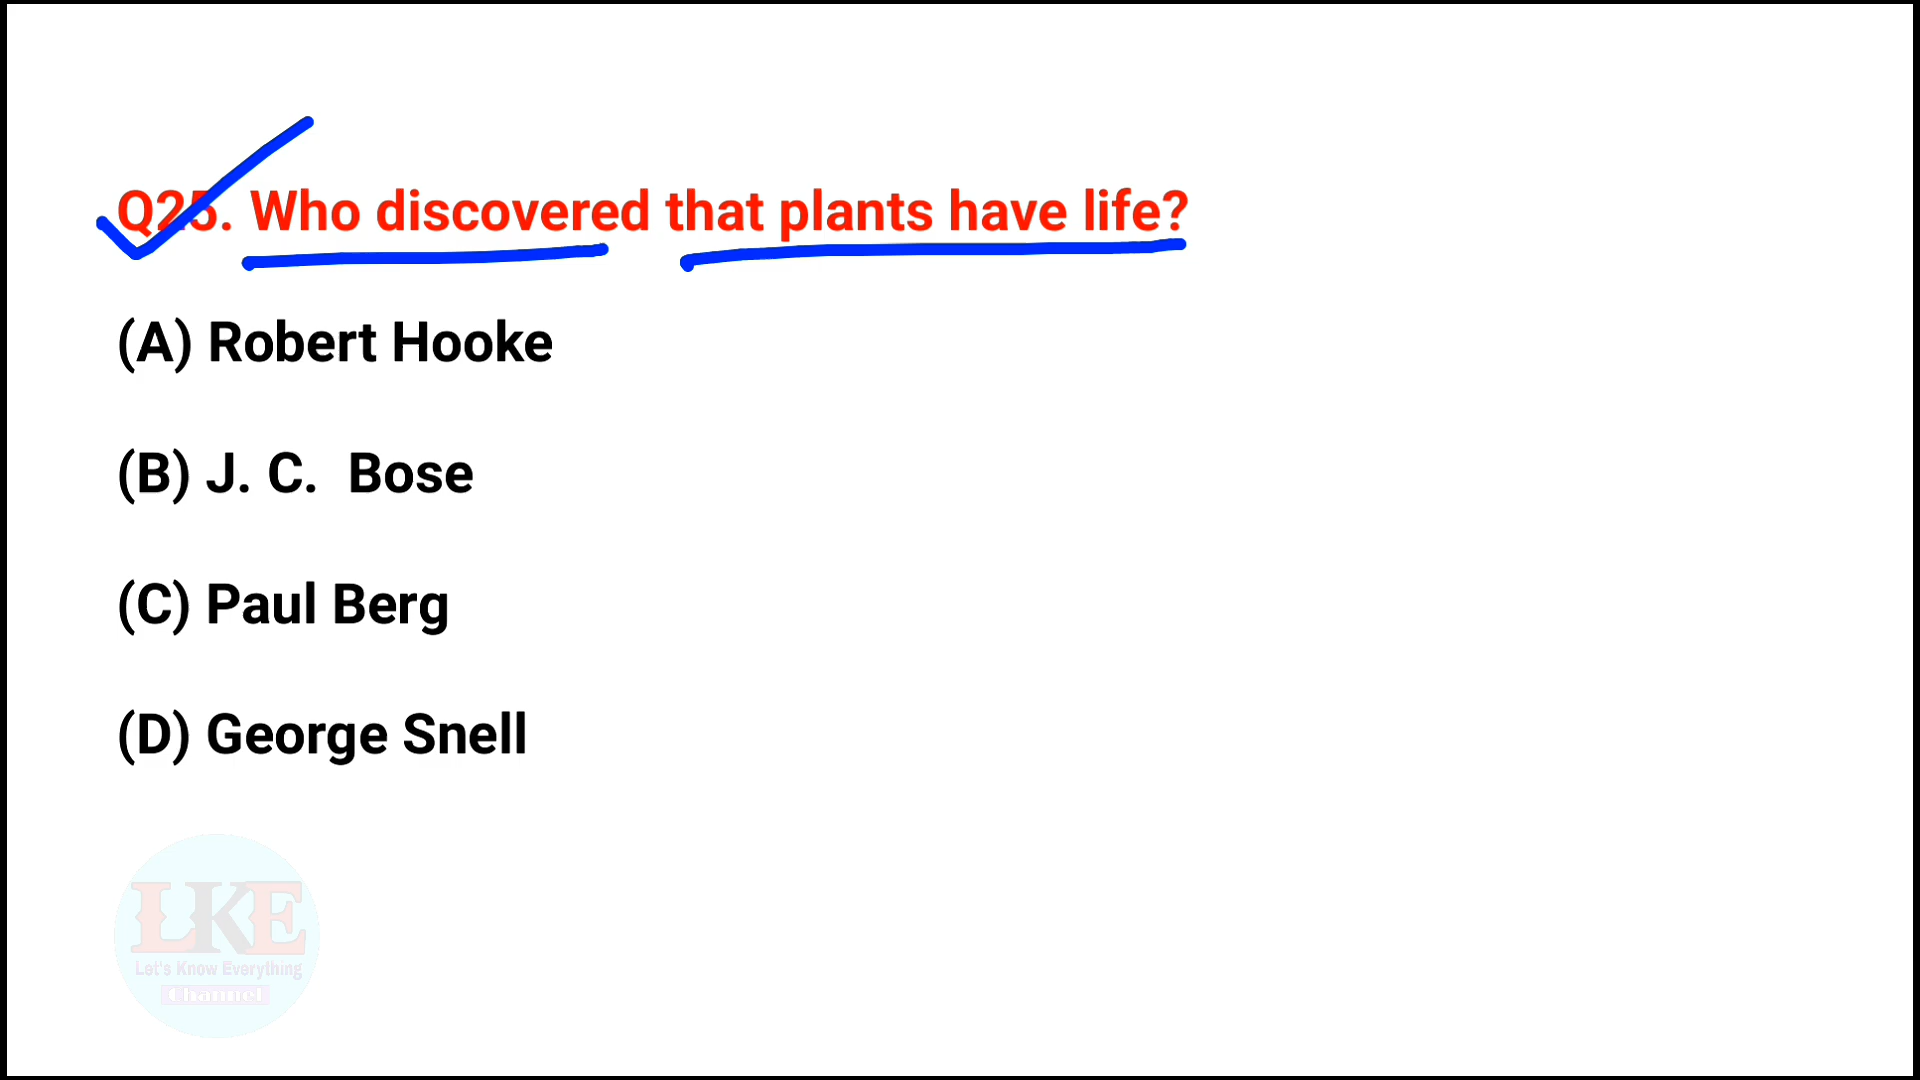 Q25. Who discovered that plants have life?
(A) Robert Hooke
(B) J. C. Bose
(C) Paul Berg
(D) George Snell
LKE
Let's Know Everything
Channel